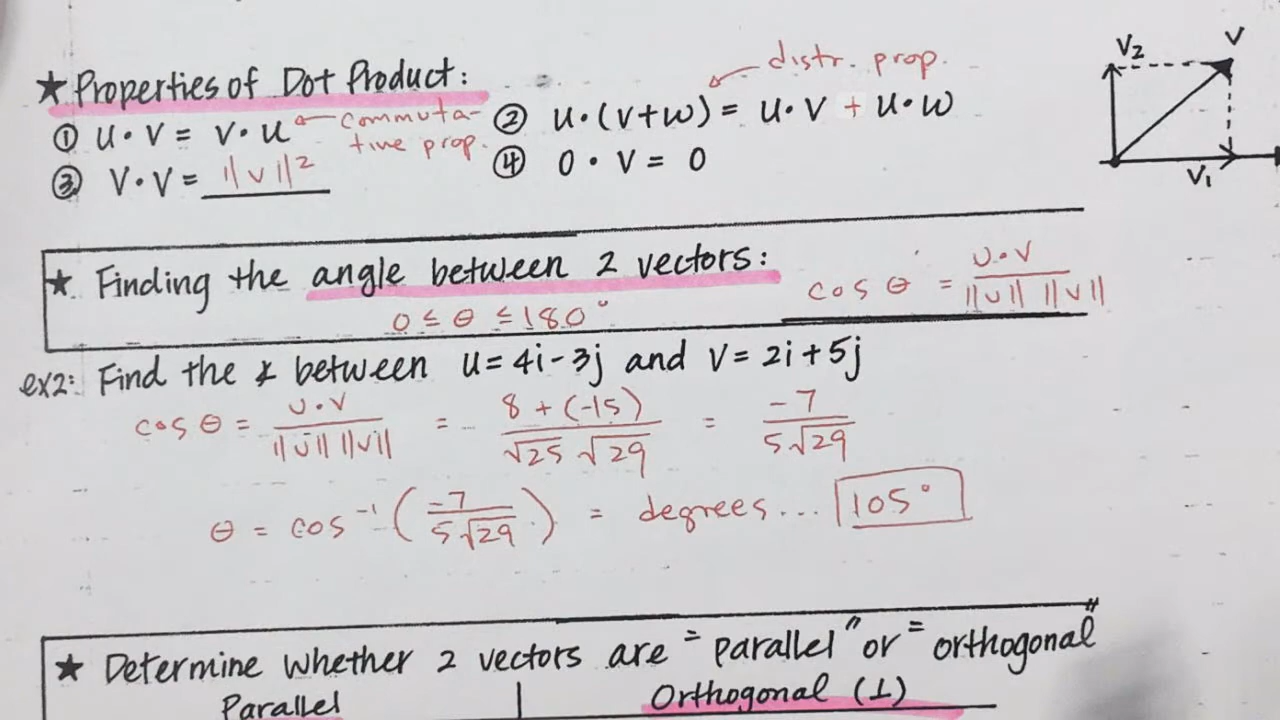 ★ Properties of Dot Product:
① u·v = v·u ← commuta-
tive prop.
② u·(v+w) = u·v + u·w
distr. prop.
③ v·v = ||v||²
④ 0·v = 0
V₂ V
V₁
★ Finding the angle between 2 vectors:
0 ≤ θ ≤ 180°
cos θ = u·v / ||u|| ||v||
ex2: Find the ∡ between u=4i-3j and v=2i+5j
cos θ = u·v / ||u|| ||v|| = 8+(-15) / √25 √29 = -7 / 5√29
θ = cos⁻¹(-7 / 5√29) = degrees... 105°
★ Determine whether 2 vectors are "parallel" or "orthogonal"
Parallel | Orthogonal (⊥)